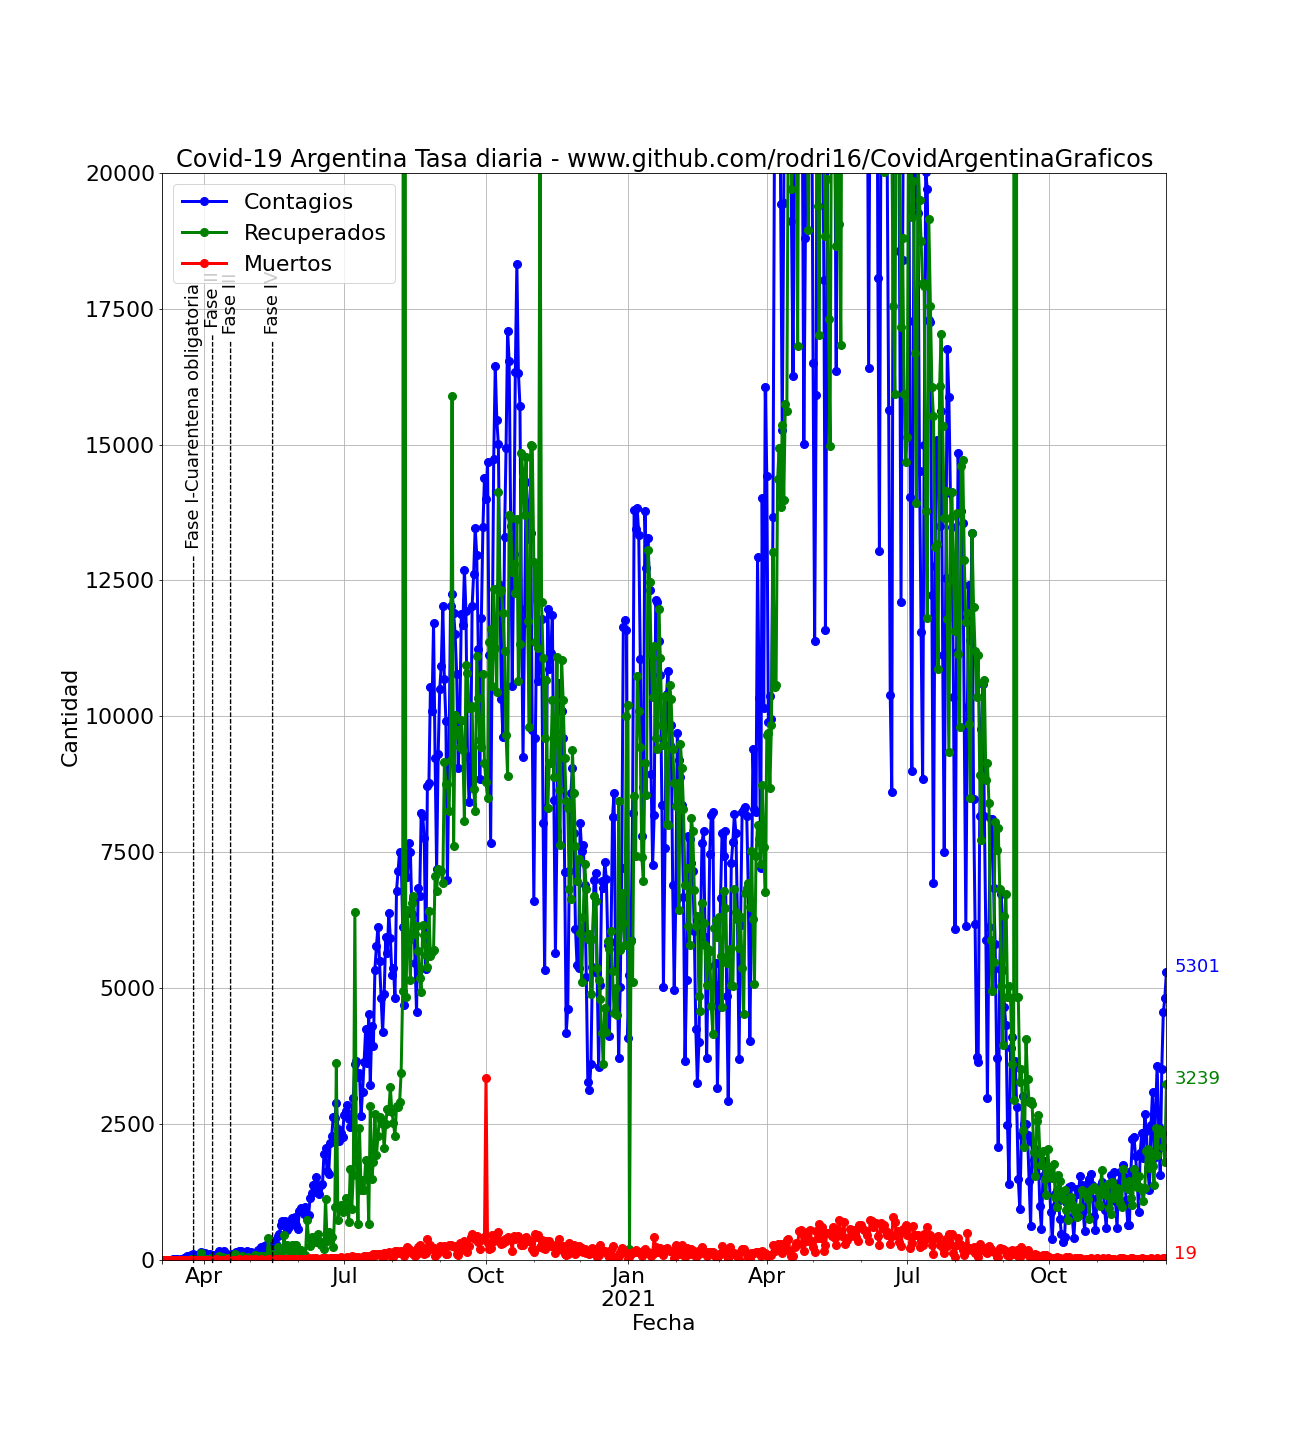 Covid-19 Argentina Tasa diaria - www.github.com/rodri16/CovidArgentinaGraficos
20000
17500
15000
12500
10000
7500
5000
2500
0
Cantidad
Contagios
Recuperados
Muertos
Fase I-Cuarentena obligatoria
Fase II
Fase III
Fase IV
5301
3239
19
Apr
Jul
Oct
Jan
2021
Apr
Jul
Oct
Fecha